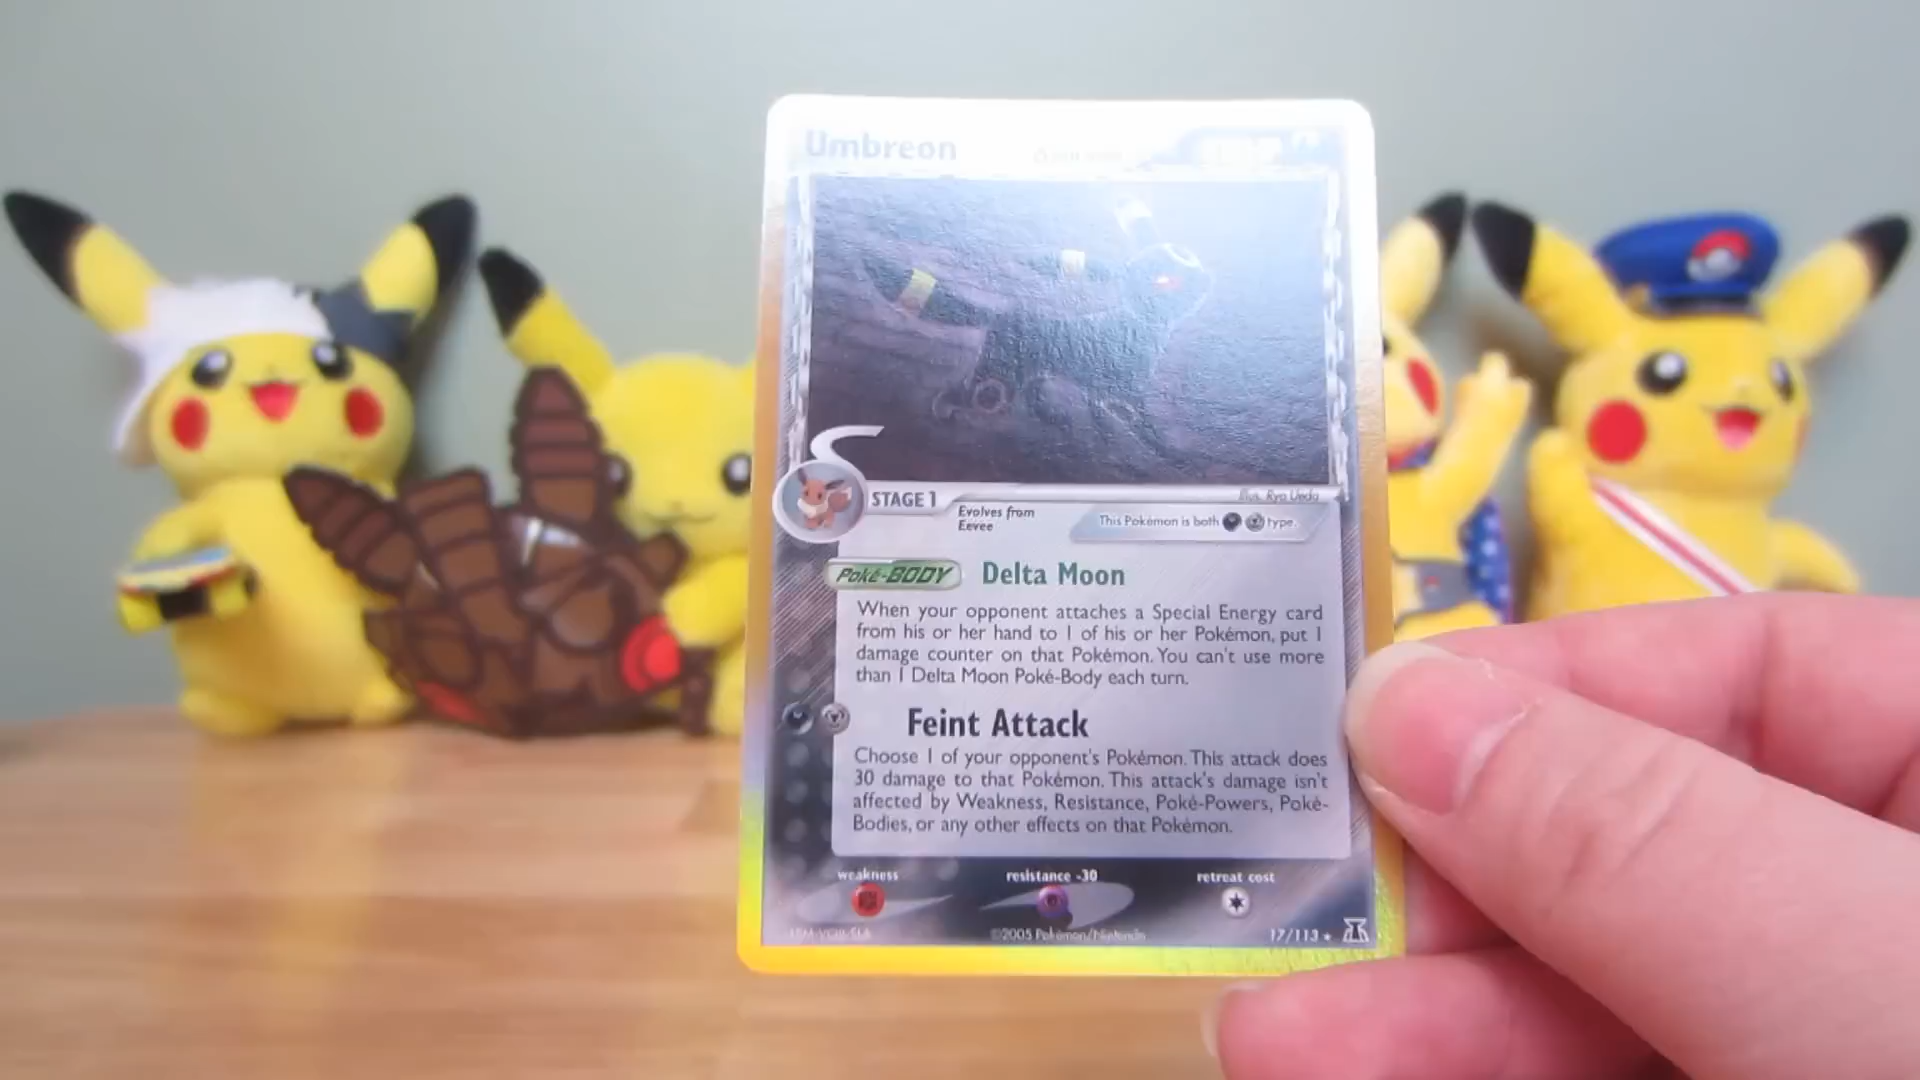 Umbreon
Illus. Ryo Ueda
STAGE 1
Evolves from
Eevee
This Pokémon is both type.
Poké-BODY Delta Moon
When your opponent attaches a Special Energy card
from his or her hand to 1 of his or her Pokémon, put 1
damage counter on that Pokémon. You can't use more
than 1 Delta Moon Poké-Body each turn.
Feint Attack
Choose 1 of your opponent's Pokémon. This attack does
30 damage to that Pokémon. This attack's damage isn't
affected by Weakness, Resistance, Poké-Powers, Poké-
Bodies, or any other effects on that Pokémon.
weakness resistance -30 retreat cost
©2005 Pokémon/Nintendo 17/113